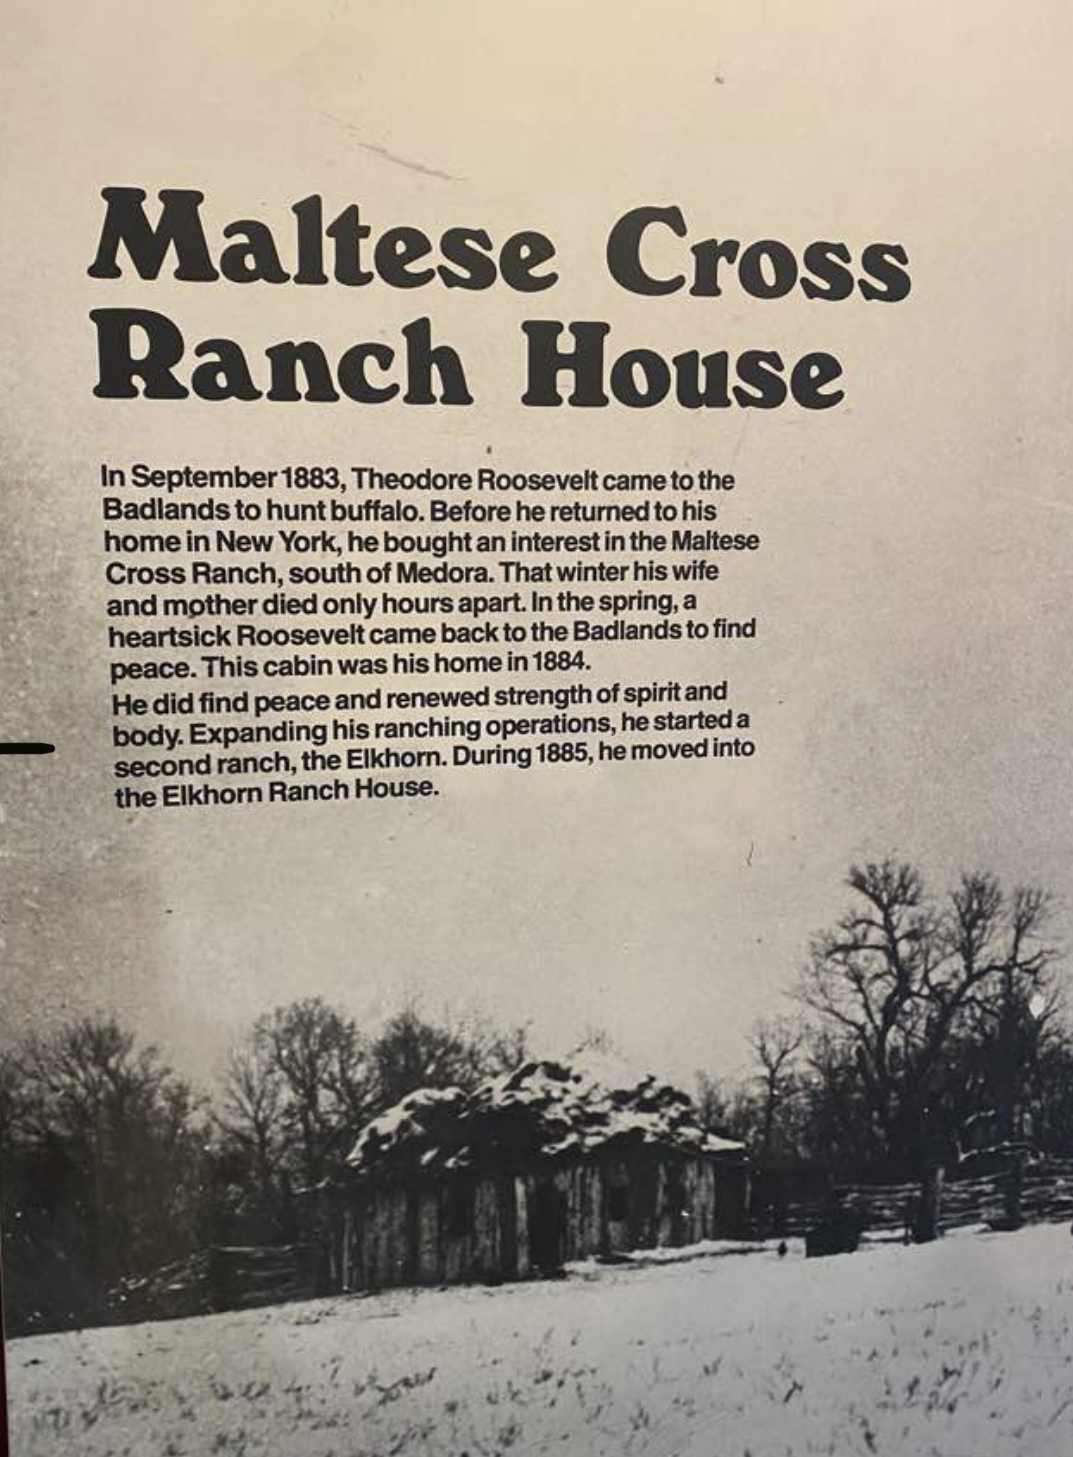 Maltese Cross
Ranch House
In September 1883, Theodore Roosevelt came to the
Badlands to hunt buffalo. Before he returned to his
home in New York, he bought an interest in the Maltese
Cross Ranch, south of Medora. That winter his wife
and mother died only hours apart. In the spring, a
heartsick Roosevelt came back to the Badlands to find
peace. This cabin was his home in 1884.
He did find peace and renewed strength of spirit and
body. Expanding his ranching operations, he started a
second ranch, the Elkhorn. During 1885, he moved into
the Elkhorn Ranch House.